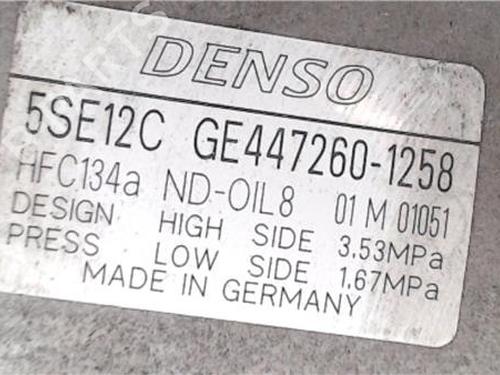 DENSO
5SE12C GE447260-1258
HFC134a ND-OIL8 01 M 01051
DESIGN HIGH SIDE 3.53MPa
PRESS LOW SIDE 1.67MPa
MADE IN GERMANY